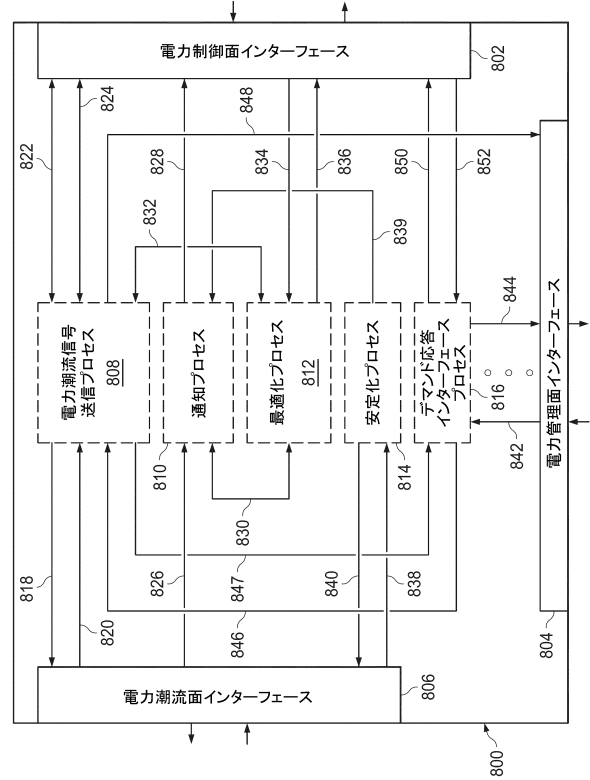 電力制御面インターフェース
802
822
824
848
828
834
836
850
852
832
839
844
電力潮流信号
送信プロセス
808
通知プロセス
810
最適化プロセス
812
安定化プロセス
814
デマンド応答
インターフェース
プロセス
816
電力管理面インターフェース
804
842
830
818
820
826
847
846
840
838
電力潮流面インターフェース
806
800